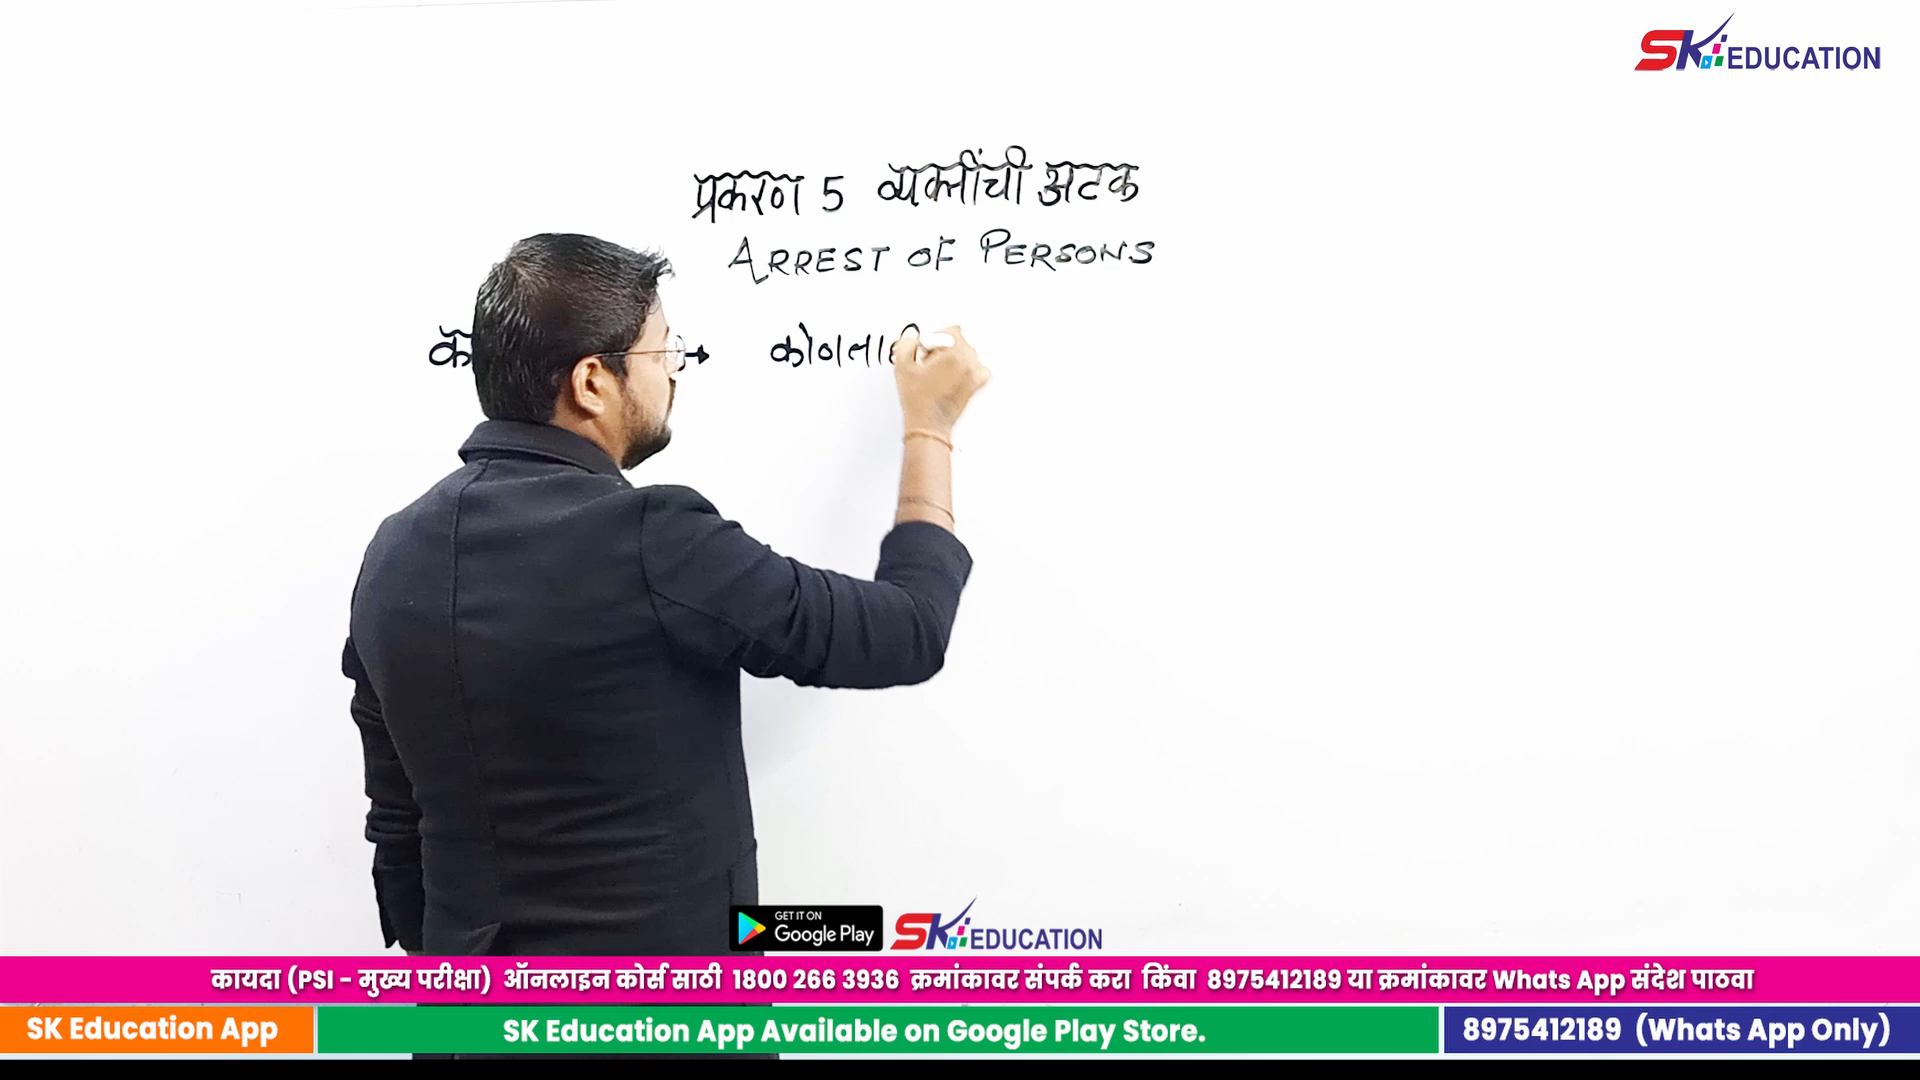 SK EDUCATION
प्रकरण 5 व्यक्तींची अटक
ARREST OF PERSONS
→ कोणताही
GET IT ON
Google Play
SK EDUCATION
कायदा (PSI - मुख्य परीक्षा) ऑनलाइन कोर्स साठी 1800 266 3936 क्रमांकावर संपर्क करा किंवा 8975412189 या क्रमांकावर Whats App संदेश पाठवा
SK Education App
SK Education App Available on Google Play Store.
8975412189 (Whats App Only)